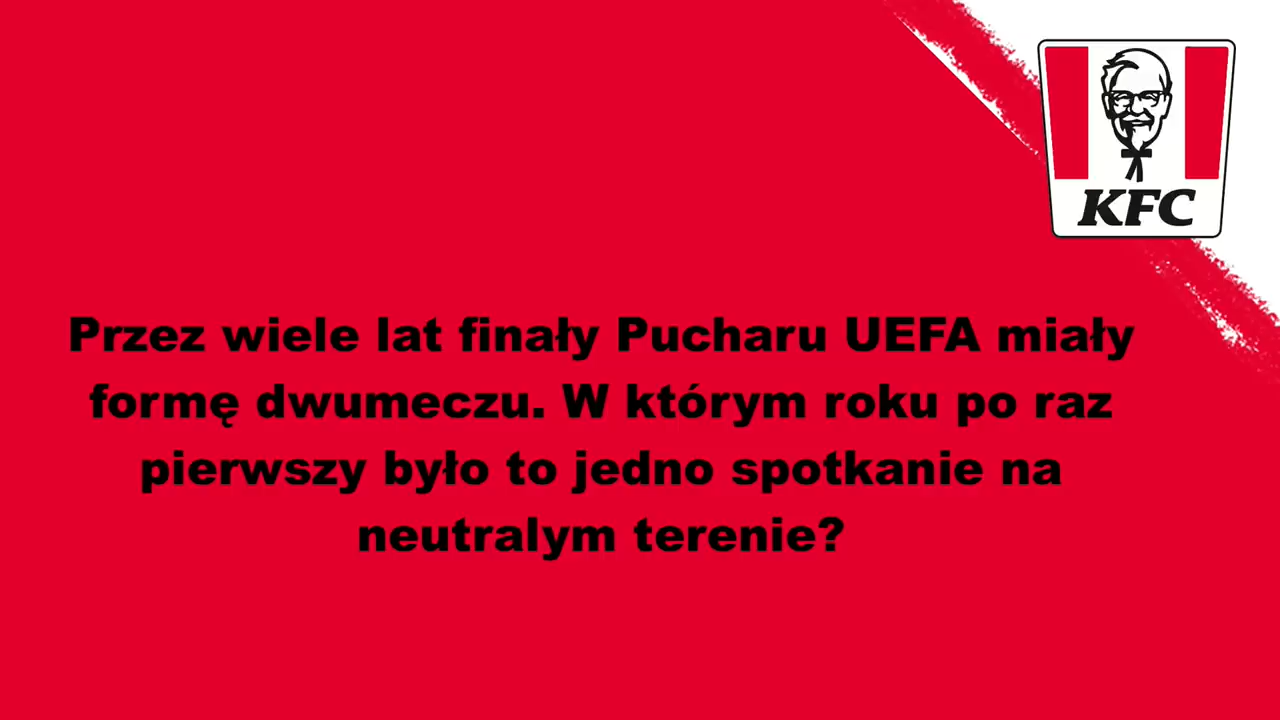 KFC
Przez wiele lat finały Pucharu UEFA miały
formę dwumeczu. W którym roku po raz
pierwszy było to jedno spotkanie na
neutralym terenie?